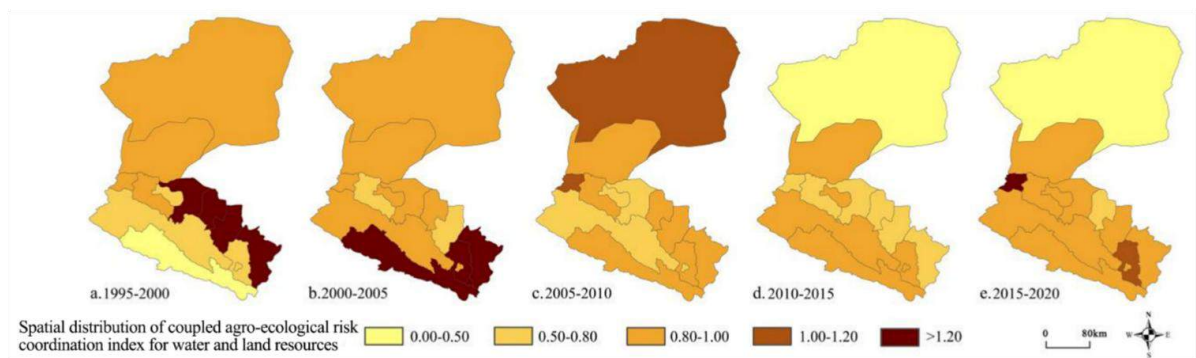 a.1995-2000
b.2000-2005
c.2005-2010
d.2010-2015
e.2015-2020
Spatial distribution of coupled agro-ecological risk
coordination index for water and land resources
0.00-0.50
0.50-0.80
0.80-1.00
1.00-1.20
>1.20
0 80km
N
W E
S